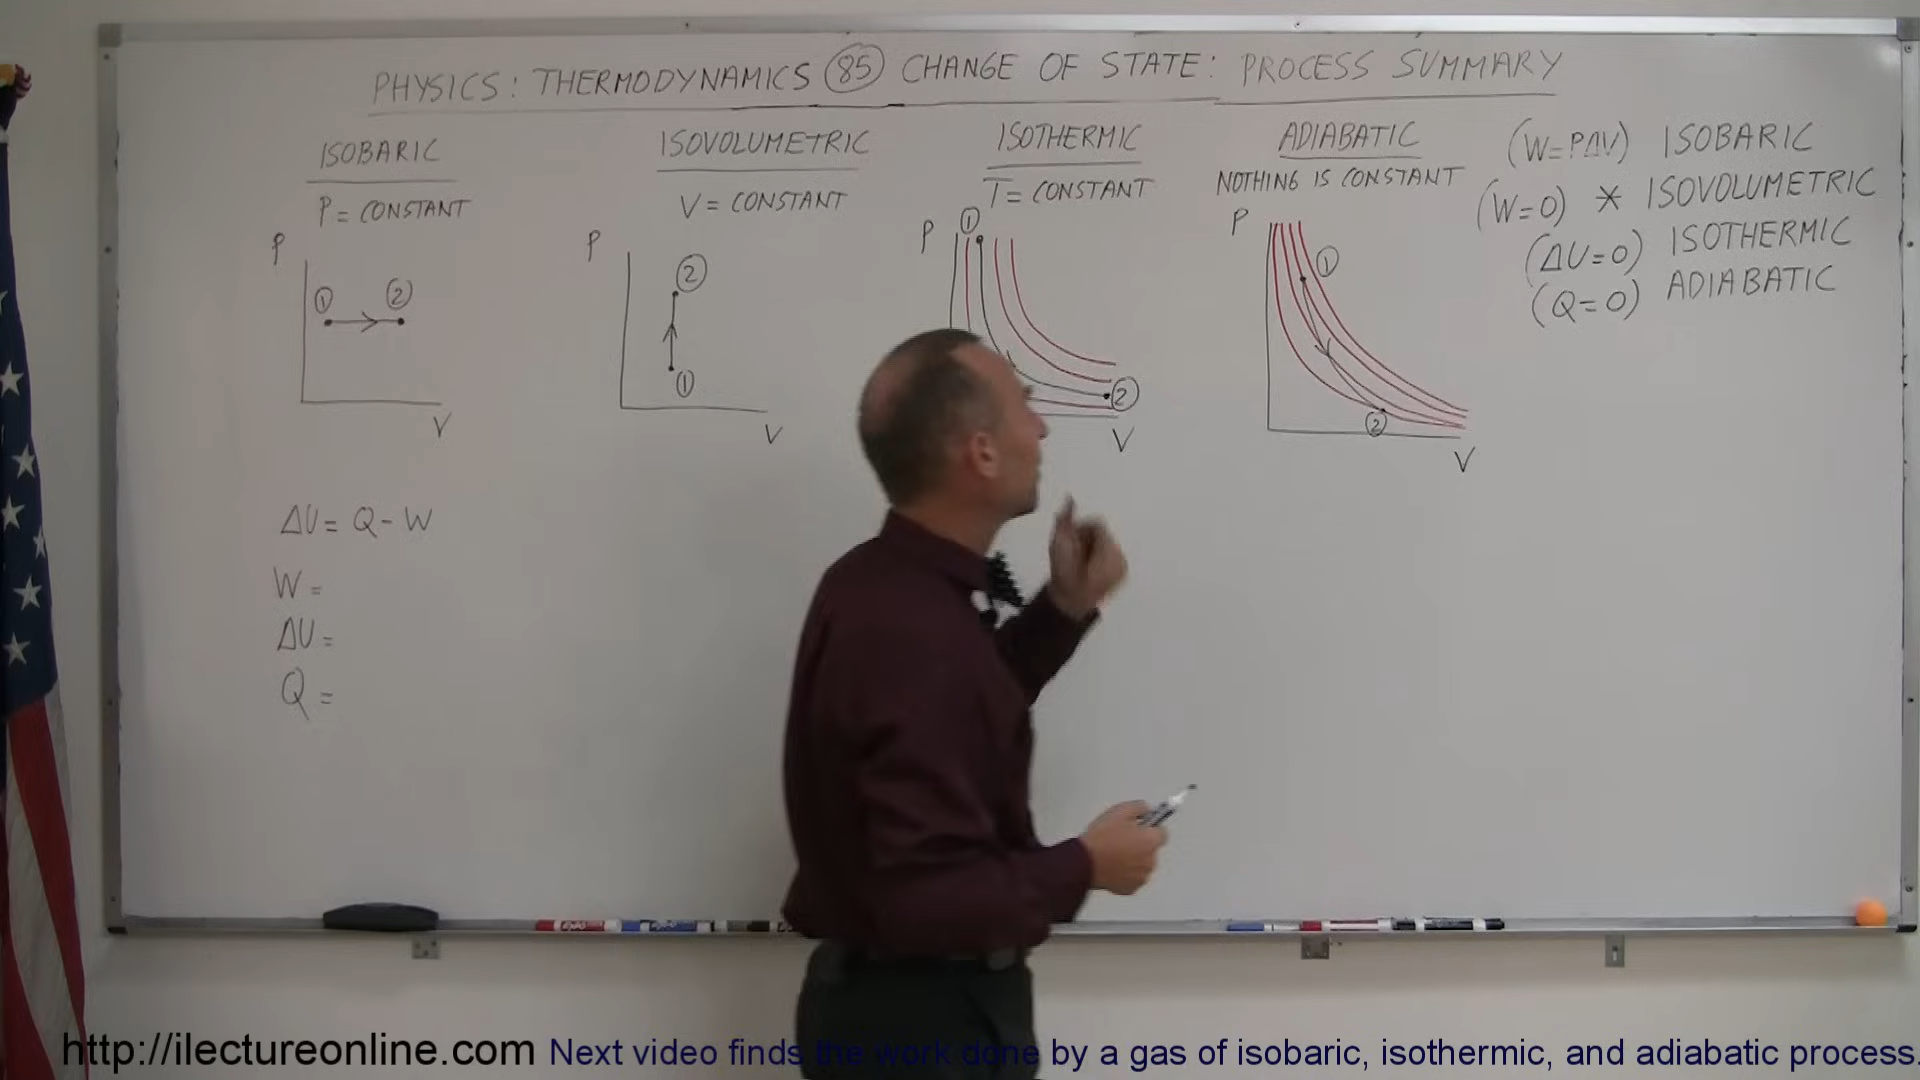 PHYSICS: THERMODYNAMICS 85 CHANGE OF STATE: PROCESS SUMMARY
ISOBARIC
P = CONSTANT
P
1
2
V
ISOVOLUMETRIC
V = CONSTANT
P
2
1
V
ISOTHERMIC
T = CONSTANT
P
1
2
V
ADIABATIC
NOTHING IS CONSTANT
P
1
2
V
(W=PΔV) ISOBARIC
(W=0) * ISOVOLUMETRIC
(ΔU=0) ISOTHERMIC
(Q=0) ADIABATIC
ΔU = Q - W
W =
ΔU =
Q =
http://ilectureonline.com Next video finds the work done by a gas of isobaric, isothermic, and adiabatic process.